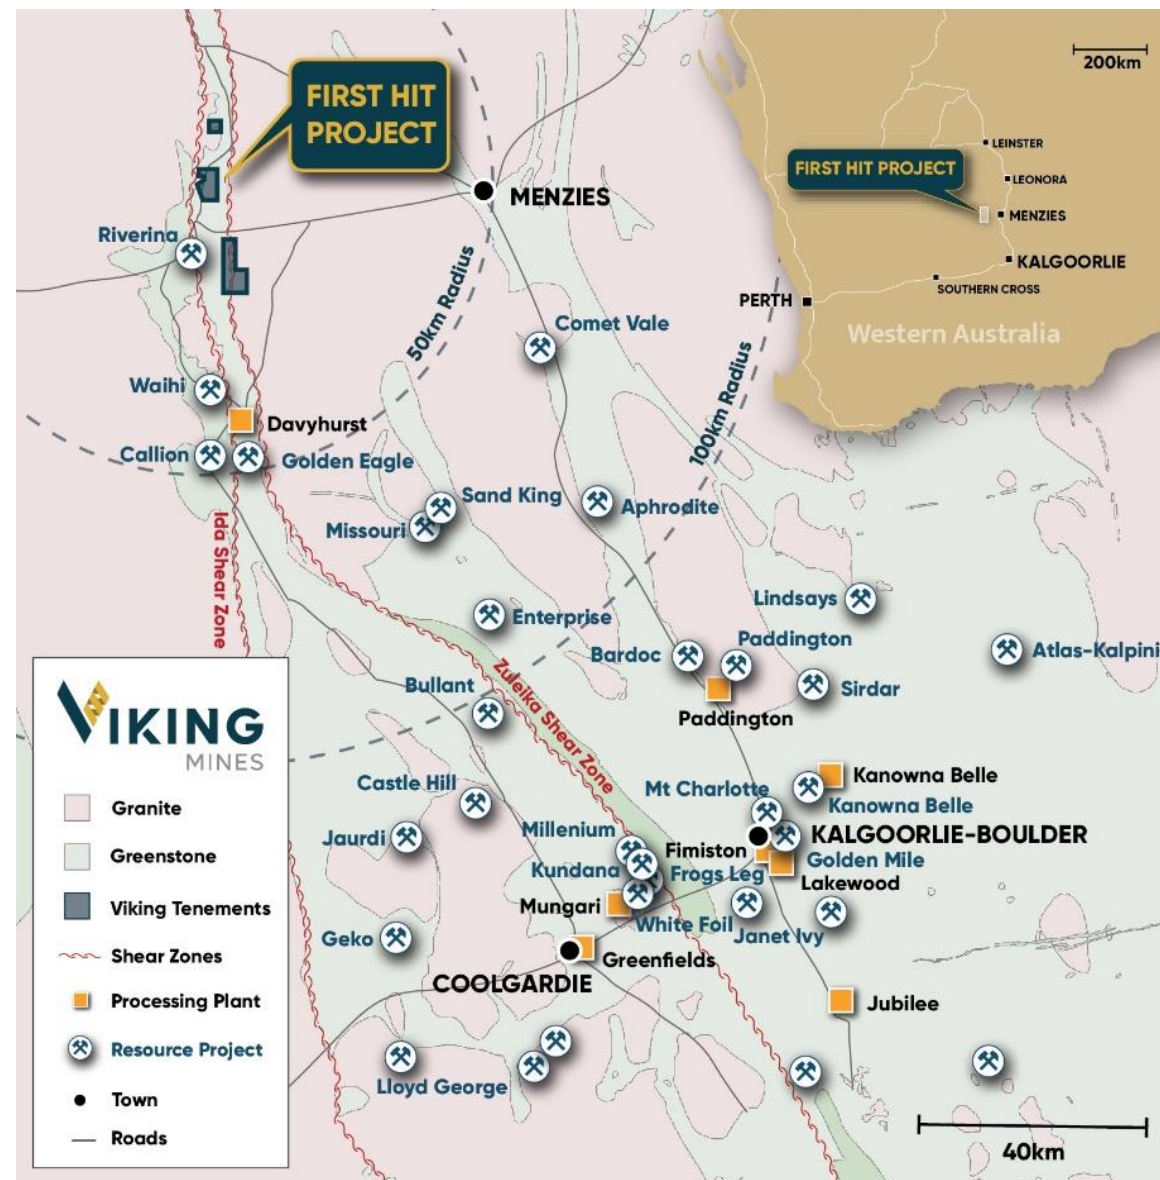 FIRST HIT
PROJECT
200km
LEINSTER
FIRST HIT PROJECT
LEONORA
MENZIES
MENZIES
KALGOORLIE
SOUTHERN CROSS
PERTH
Western Australia
Riverina
50km Radius
Comet Vale
100km Radius
Waihi
Davyhurst
Callion
Golden Eagle
Sand King
Missouri
Aphrodite
Ida Shear Zone
Lindsays
Enterprise
Paddington
Bardoc
Atlas-Kalpini
Sirdar
Bullant
Zuleika Shear Zone
Paddington
Castle Hill
Mt Charlotte
Kanowna Belle
Kanowna Belle
Jaurdi
Millenium
Fimiston
KALGOORLIE-BOULDER
Golden Mile
Kundana
Frogs Leg
Lakewood
Mungari
White Foil
Janet Ivy
Geko
Greenfields
COOLGARDIE
Jubilee
Lloyd George
40km
VIKING
MINES
Granite
Greenstone
Viking Tenements
Shear Zones
Processing Plant
Resource Project
Town
Roads